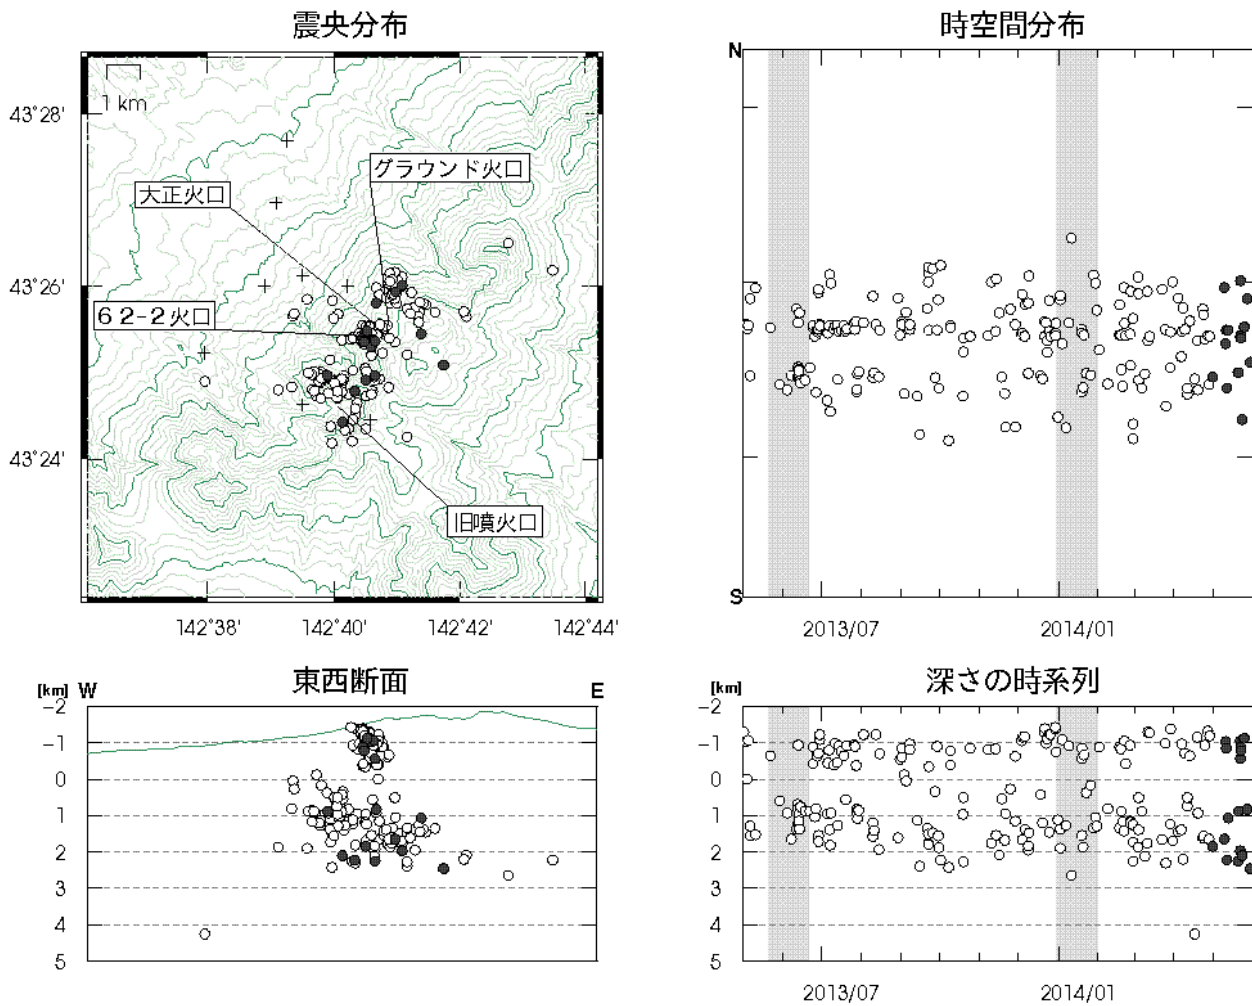 震央分布
時空間分布
1 km
グラウンド火口
大正火口
62-2火口
旧噴火口
43°28'
43°26'
43°24'
142°38'
142°40'
142°42'
142°44'
N
S
2013/07
2014/01
東西断面
[km] W
E
-2
-1
0
1
2
3
4
5
深さの時系列
[km]
-2
-1
0
1
2
3
4
5
2013/07
2014/01